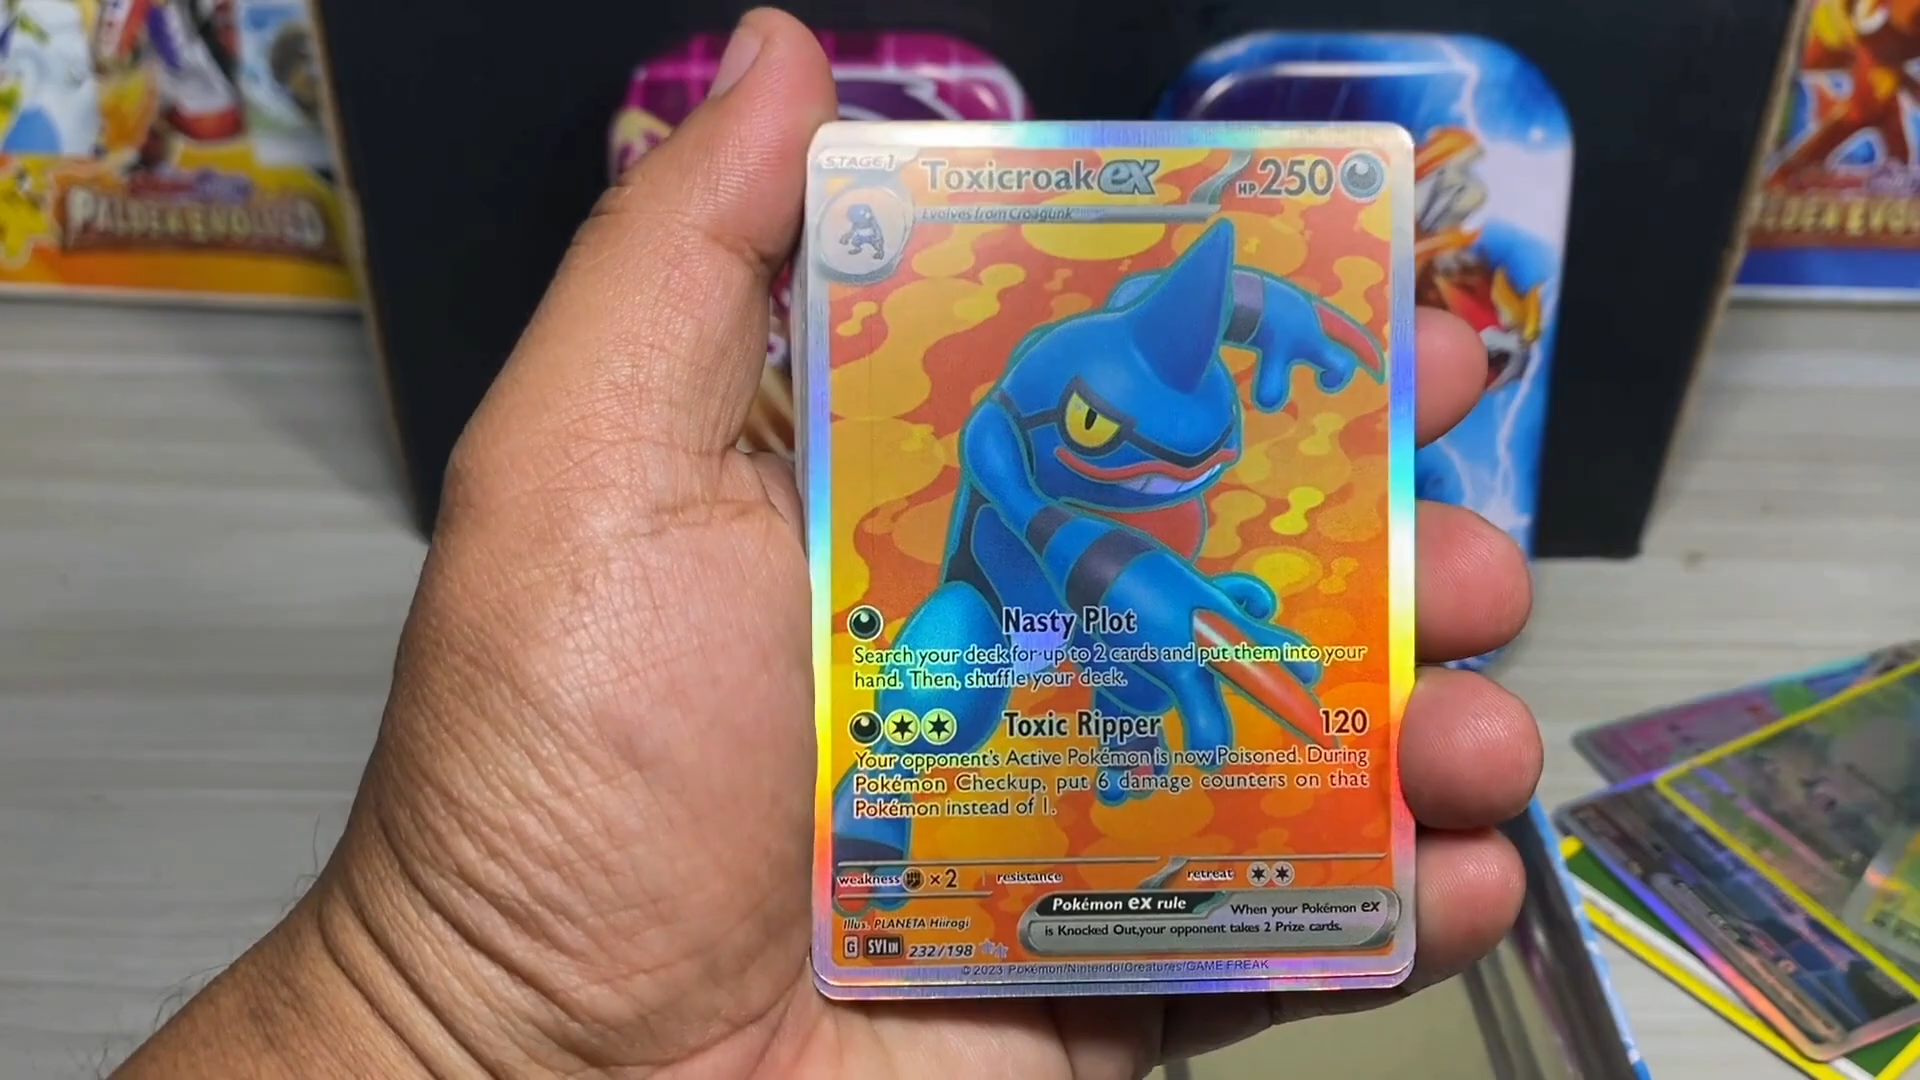 PALDEA EVOLVED
STAGE1
Toxicroak ex
HP 250
Evolves from Croagunk
Nasty Plot
Search your deck for up to 2 cards and put them into your
hand. Then, shuffle your deck.
Toxic Ripper 120
Your opponent's Active Pokémon is now Poisoned. During
Pokémon Checkup, put 6 damage counters on that
Pokémon instead of 1.
weakness ×2 resistance retreat
Pokémon ex rule
When your Pokémon ex
is Knocked Out,your opponent takes 2 Prize cards.
Illus. PLANETA Hiiragi
G SVI EN 232/198
©2023 Pokémon/Nintendo/Creatures/GAME FREAK